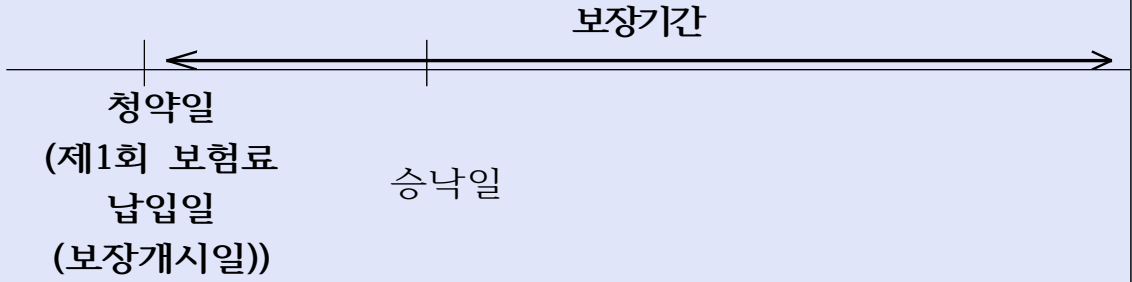 보장기간
청약일
(제1회 보험료
납입일
(보장개시일))
승낙일